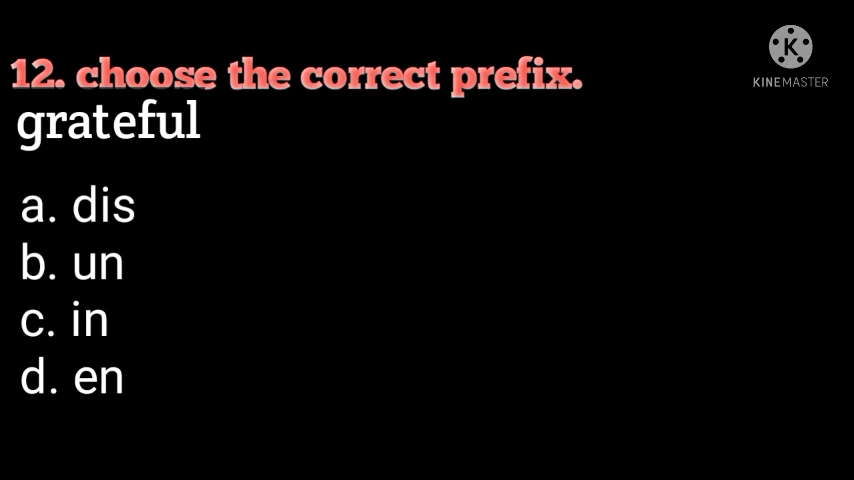 12. choose the correct prefix.
grateful
a. dis
b. un
c. in
d. en
K
KINEMASTER